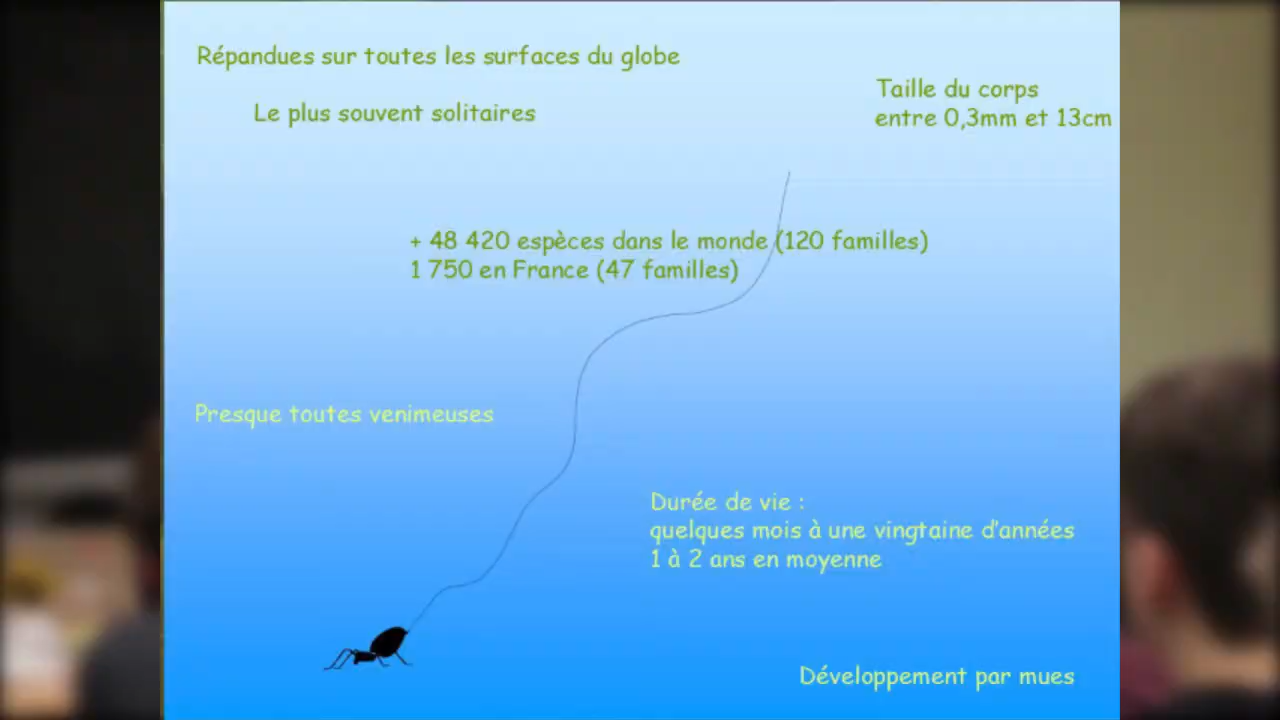 Répandues sur toutes les surfaces du globe
Le plus souvent solitaires
Taille du corps
entre 0,3mm et 13cm
+ 48 420 espèces dans le monde (120 familles)
1 750 en France (47 familles)
Presque toutes venimeuses
Durée de vie :
quelques mois à une vingtaine d'années
1 à 2 ans en moyenne
Développement par mues